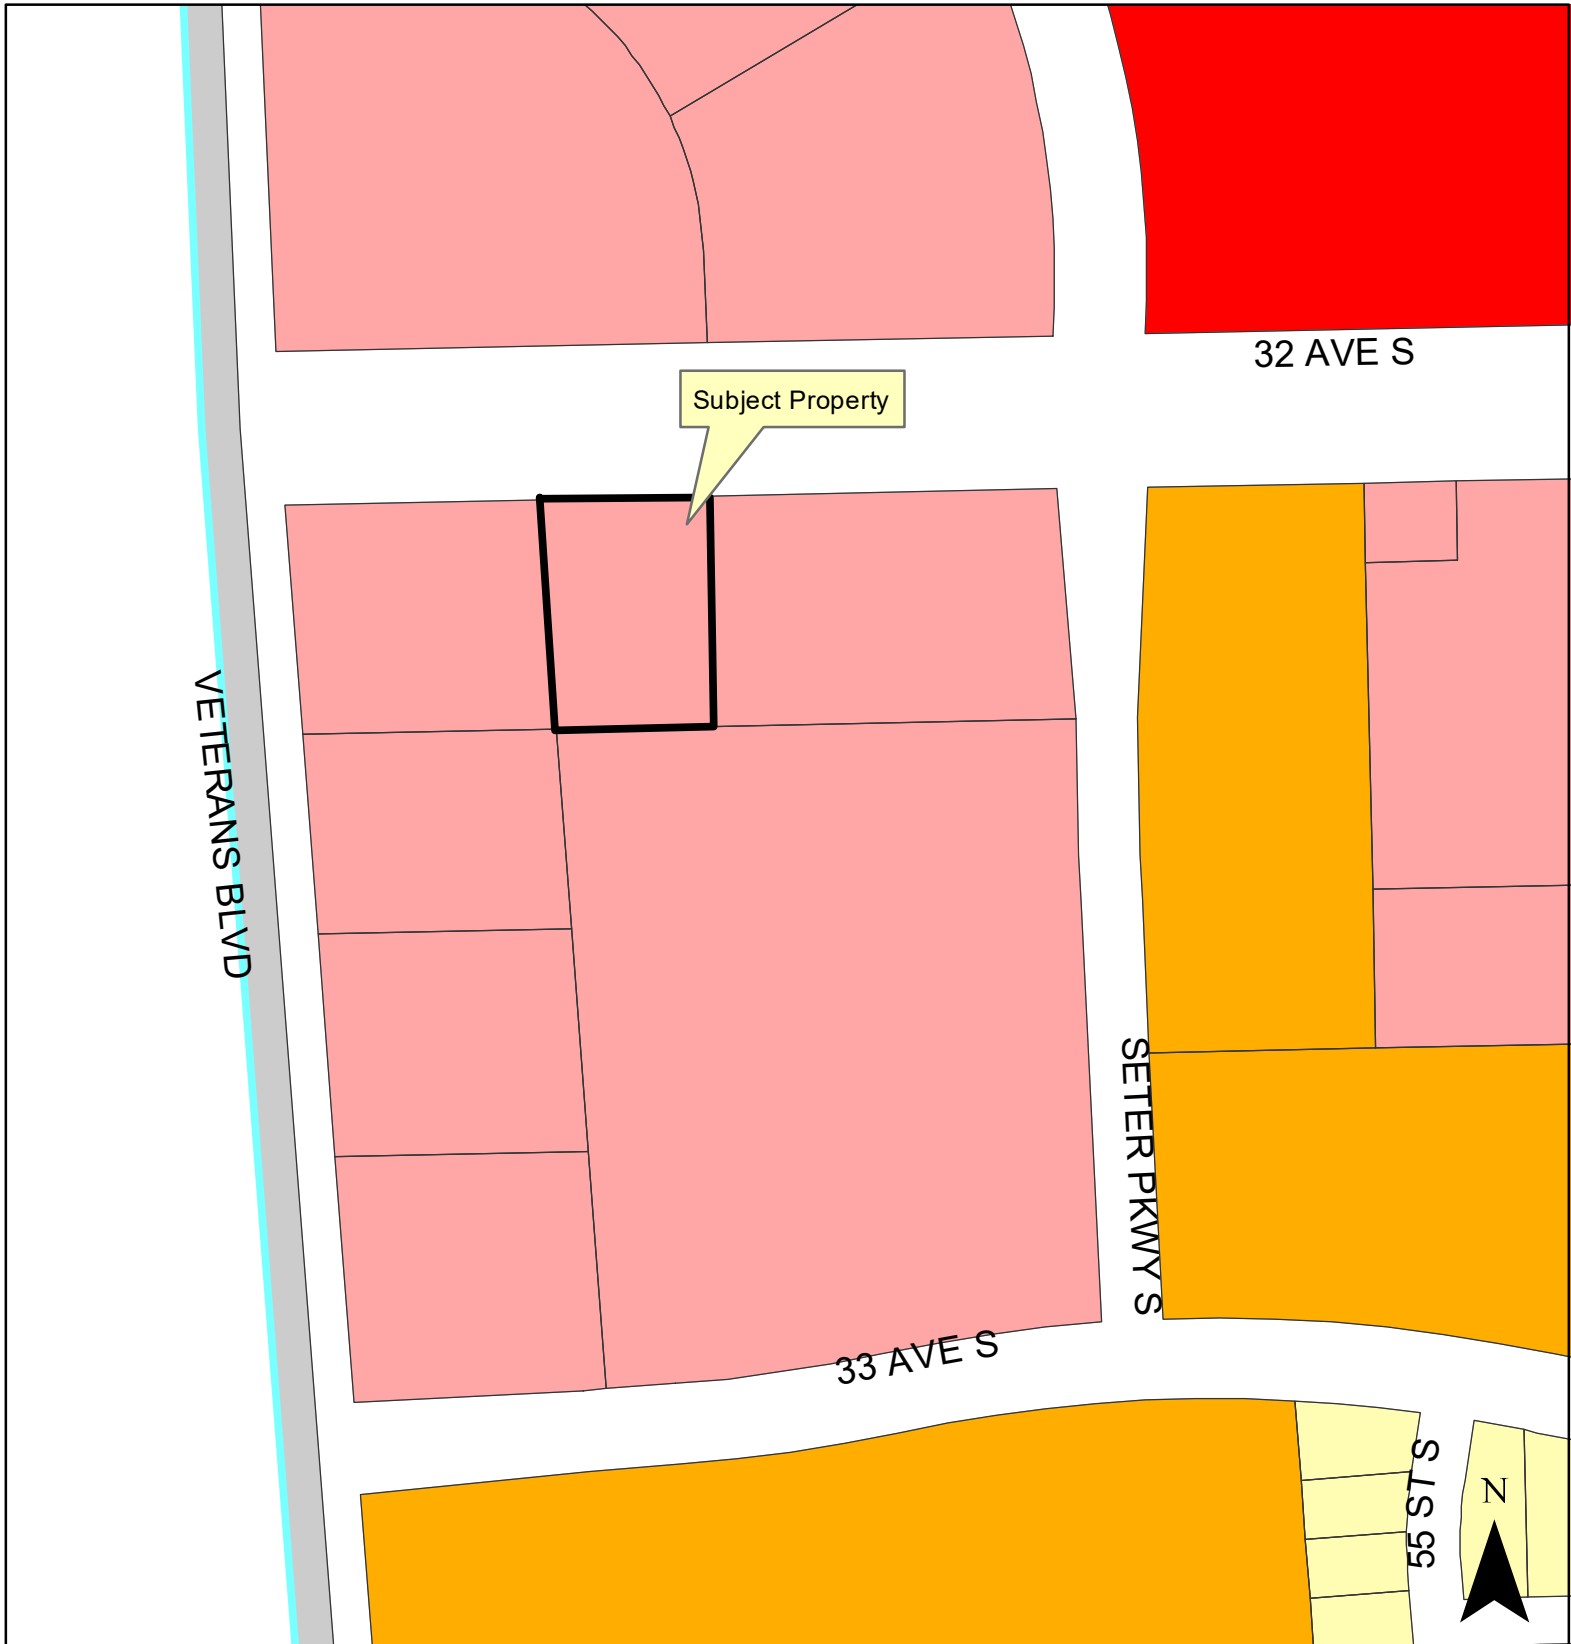 32 AVE S
Subject Property
VETERANS BLVD
SETER PKWY S
33 AVE S
55 ST S
N